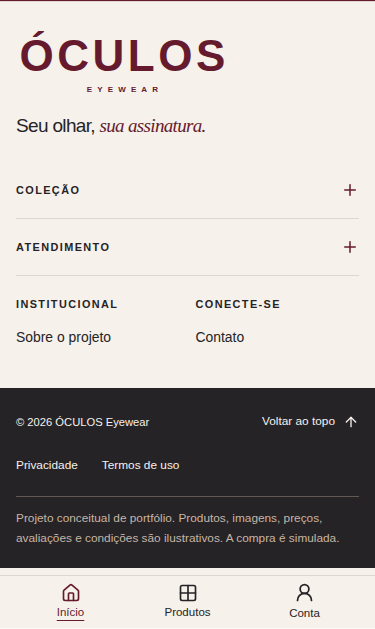 ÓCULOS
EYEWEAR
Seu olhar, sua assinatura.
COLEÇÃO
ATENDIMENTO
INSTITUCIONAL
Sobre o projeto
CONECTE-SE
Contato
© 2026 ÓCULOS Eyewear
Voltar ao topo
Privacidade
Termos de uso
Projeto conceitual de portfólio. Produtos, imagens, preços,
avaliações e condições são ilustrativos. A compra é simulada.
Início
Produtos
Conta